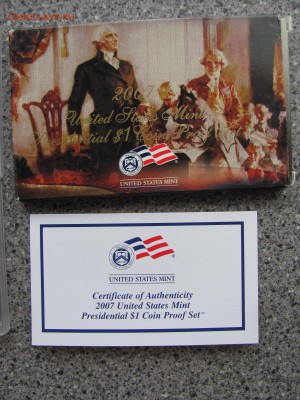 2007
United States Mint
Presidential $1 Coin Proof Set
UNITED STATES MINT
UNITED STATES MINT
Certificate of Authenticity
2007 United States Mint
Presidential $1 Coin Proof Set™